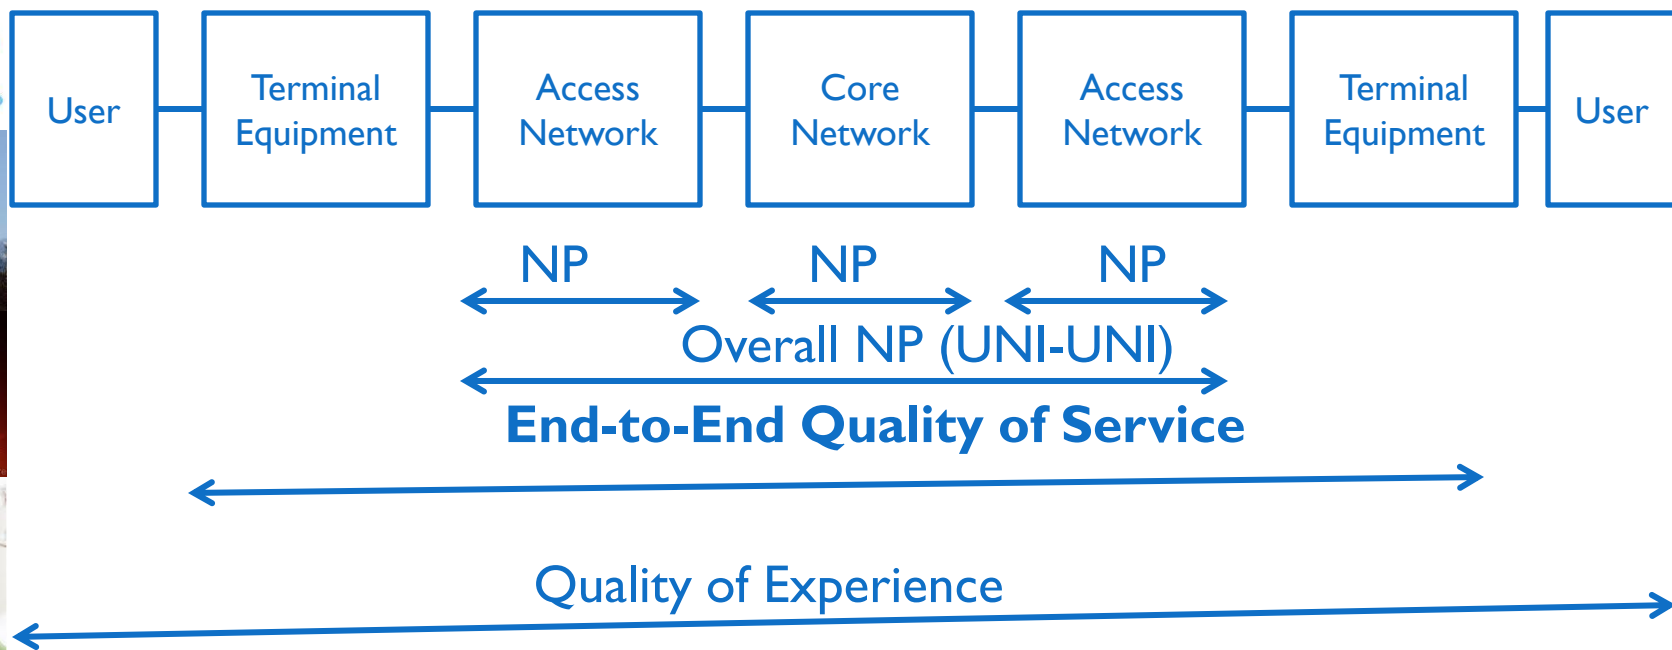 User
Terminal
Equipment
Access
Network
Core
Network
Access
Network
Terminal
Equipment
User
NP
NP
NP
Overall NP (UNI-UNI)
End-to-End Quality of Service
Quality of Experience